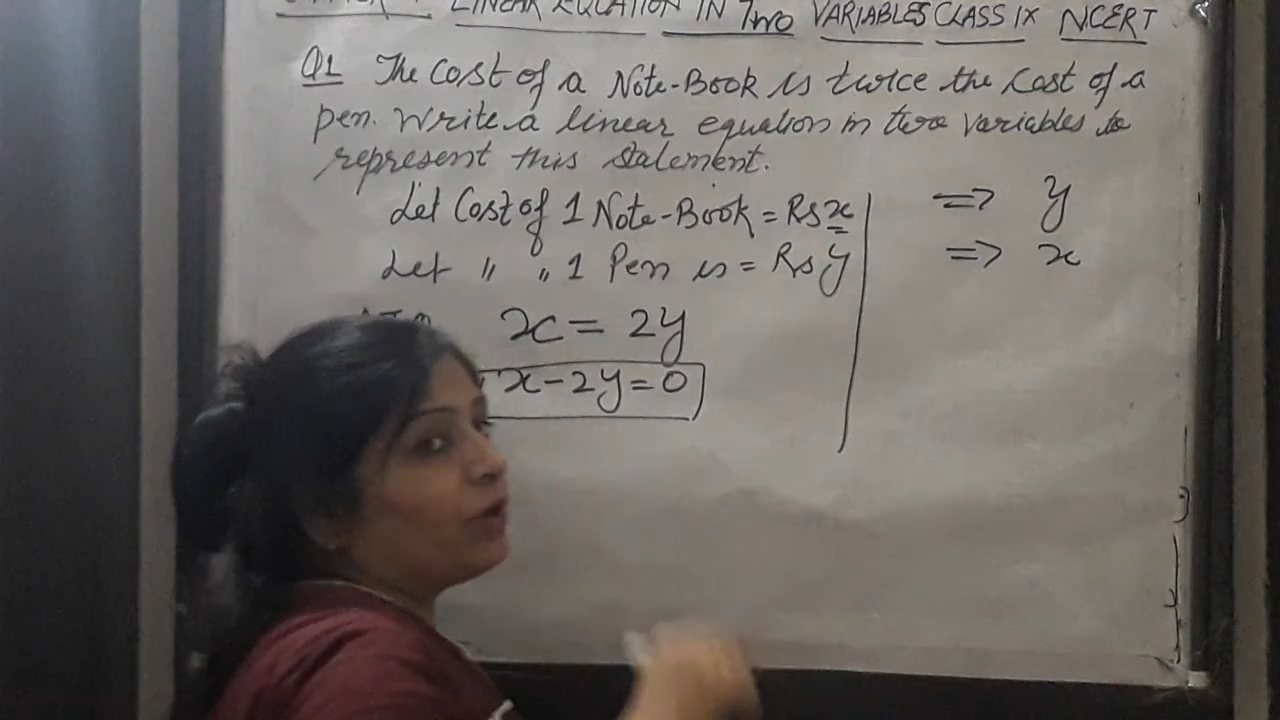 LINEAR EQUATION IN TWO VARIABLES CLASS IX NCERT
Q1 The Cost of a Note-Book is twice the Cost of a
pen. Write a linear equation in two variables to
represent this statement.
Let Cost of 1 Note-Book = Rs x => y
Let " " 1 Pen is = Rs y => x
x = 2y
x-2y=0